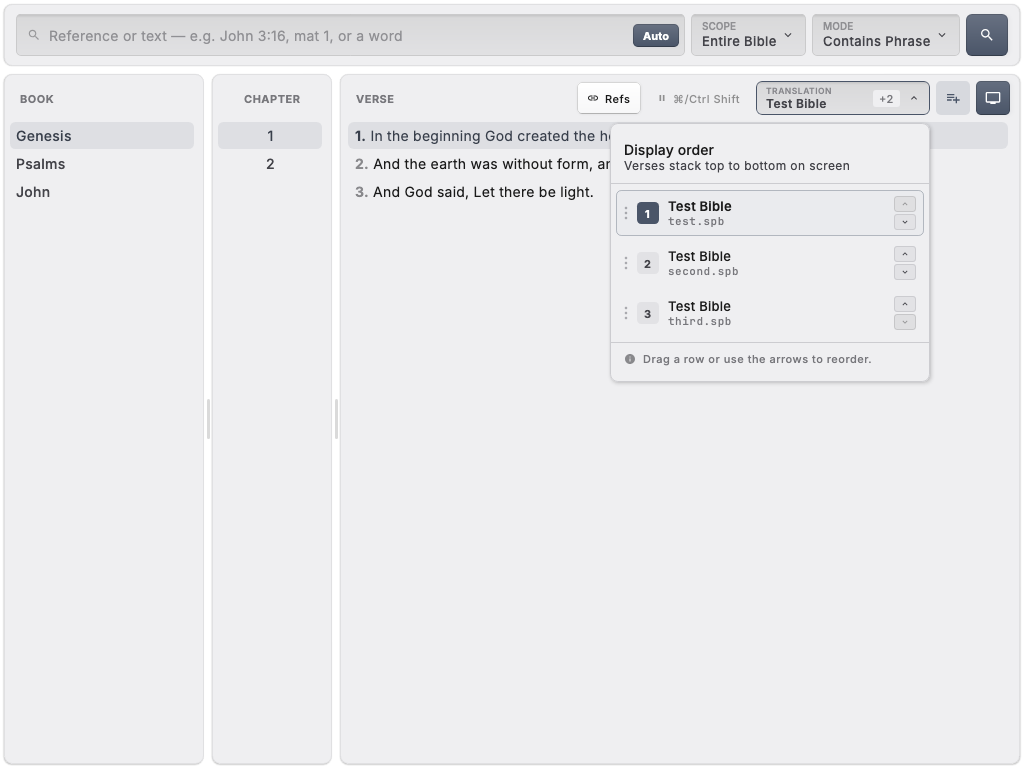 Reference or text — e.g. John 3:16, mat 1, or a word
Auto
SCOPE
Entire Bible
MODE
Contains Phrase
BOOK
Genesis
Psalms
John
CHAPTER
1
2
VERSE
Refs
⌘/Ctrl Shift
TRANSLATION
Test Bible
+2
1. In the beginning God created the
2. And the earth was without form,
3. And God said, Let there be light.
Display order
Verses stack top to bottom on screen
1
Test Bible
test.spb
2
Test Bible
second.spb
3
Test Bible
third.spb
Drag a row or use the arrows to reorder.